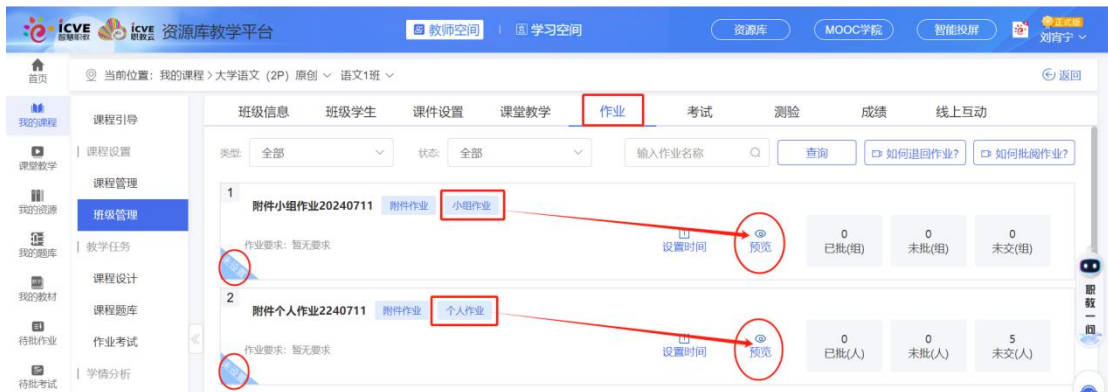 icve 智慧职教 icve 职教云 资源库教学平台 教师空间 学习空间 资源库 MOOC学院 智能投屏 正式版 刘宵宁
首页 当前位置：我的课程 > 大学语文（2P）原创 语文1班 返回
我的课程 课程引导 班级信息 班级学生 课件设置 课堂教学 作业 考试 测验 成绩 线上互动
课堂教学 课程设置 类型: 全部 状态: 全部 输入作业名称 查询 如何退回作业? 如何批阅作业?
我的资源 课程管理
班级管理
1 附件小组作业20240711 附件作业 小组作业
作业要求：暂无要求 设置时间 预览 0 已批(组) 0 未批(组) 0 未交(组)
未设置
我的题库 教学任务
我的教材 课程设计
课程题库
2 附件个人作业2240711 附件作业 个人作业
待批作业 作业考试
作业要求：暂无要求 设置时间 预览 0 已批(人) 0 未批(人) 5 未交(人)
未设置
待批考试 学情分析
职教一问